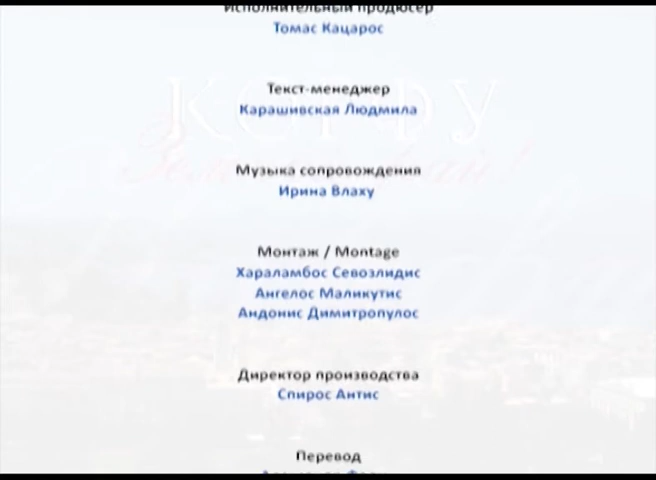 Исполнительный продюсер
Томас Кацарос
Текст-менеджер
Карашивская Людмила
КОРФУ
Музыка сопровождения
Ирина Влаху
Монтаж / Montage
Хараламбос Севозлидис
Ангелос Маликутис
Андонис Димитропулос
Директор производства
Спирос Антис
Перевод